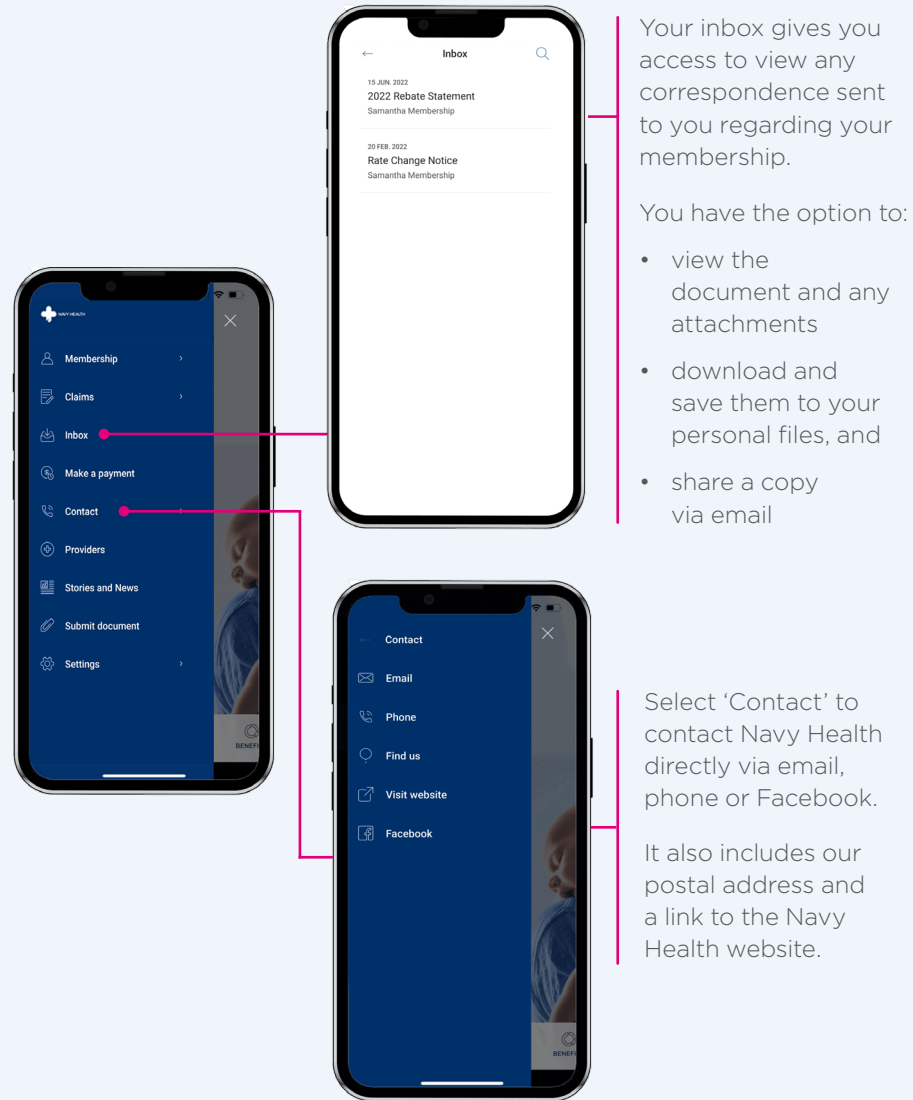 Inbox
15 JUN. 2022
2022 Rebate Statement
Samantha Membership
20 FEB. 2022
Rate Change Notice
Samantha Membership
Your inbox gives you
access to view any
correspondence sent
to you regarding your
membership.
You have the option to:
• view the
document and any
attachments
• download and
save them to your
personal files, and
• share a copy
via email
NAVY HEALTH
Membership
Claims
Inbox
Make a payment
Contact
Providers
Stories and News
Submit document
Settings
BENEFI
Contact
Email
Phone
Find us
Visit website
Facebook
BENEFI
Select ‘Contact’ to
contact Navy Health
directly via email,
phone or Facebook.
It also includes our
postal address and
a link to the Navy
Health website.